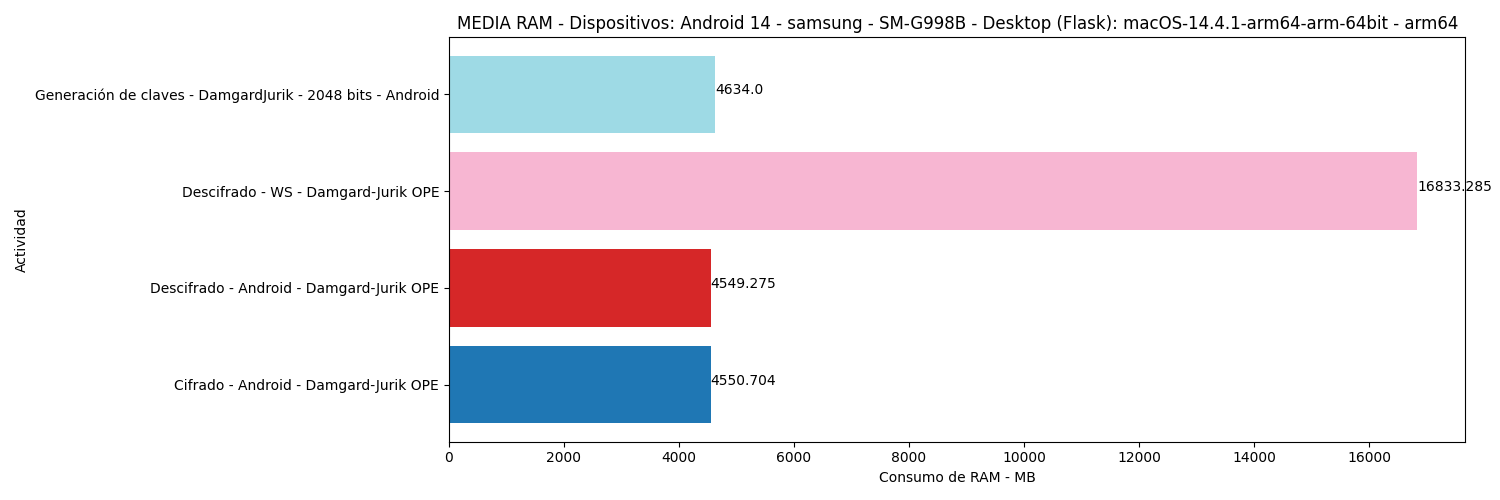 MEDIA RAM - Dispositivos: Android 14 - samsung - SM-G998B - Desktop (Flask): macOS-14.4.1-arm64-arm-64bit - arm64
Generación de claves - DamgardJurik - 2048 bits - Android
4634.0
Descifrado - WS - Damgard-Jurik OPE
16833.285
Actividad
Descifrado - Android - Damgard-Jurik OPE
4549.275
Cifrado - Android - Damgard-Jurik OPE
4550.704
0 2000 4000 6000 8000 10000 12000 14000 16000
Consumo de RAM - MB